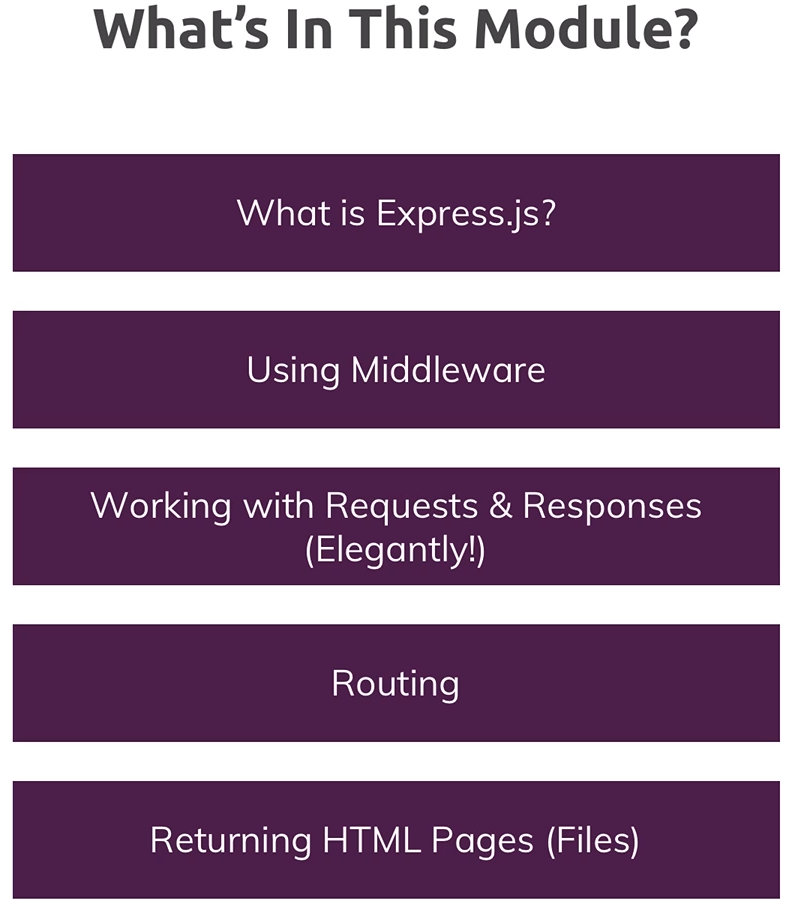 What’s In This Module?
What is Express.js?
Using Middleware
Working with Requests & Responses
(Elegantly!)
Routing
Returning HTML Pages (Files)